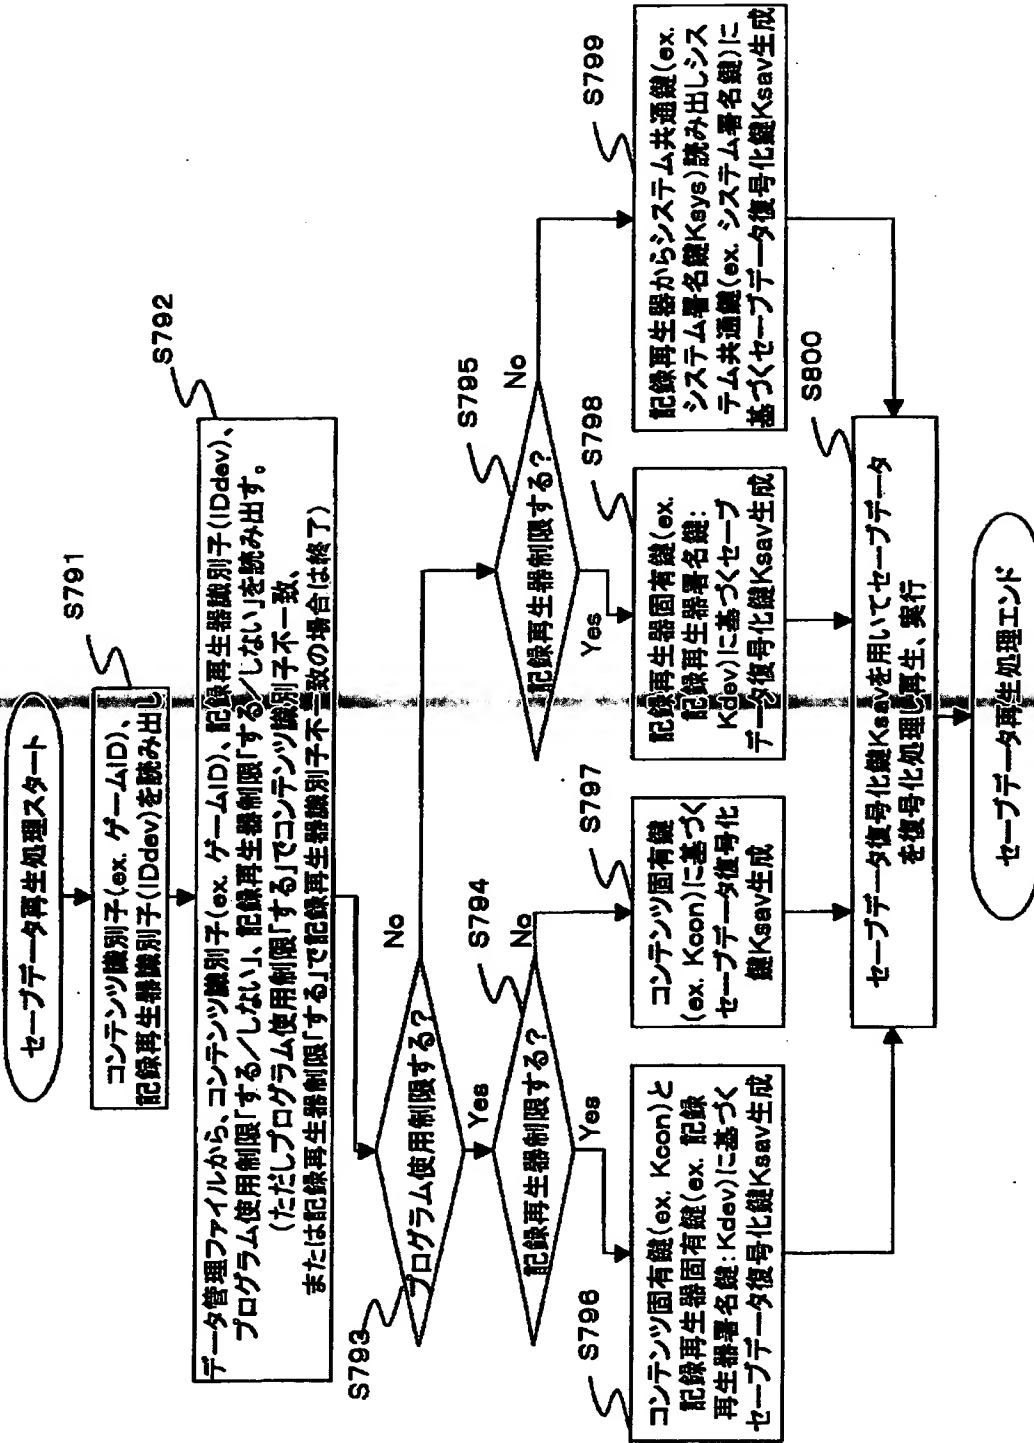 セーブデータ再生処理スタート
S791
コンテンツ識別子(ex. ゲームID)、
記録再生器識別子(IDdev)を読み出し
S792
データ管理ファイルから、コンテンツ識別子(ex. ゲームID)、記録再生器識別子(IDdev)、
プログラム使用制限「する/しない」、記録再生器制限「する/しない」を読み出す。
(ただしプログラム使用制限「する」でコンテンツ識別子不一致、
または記録再生器制限「する」で記録再生器識別子不一致の場合は終了)
S793
プログラム使用制限する?
No
Yes
S794
記録再生器制限する?
No
Yes
S795
記録再生器制限する?
No
Yes
S796
コンテンツ固有鍵(ex. Kcon)と
記録再生器固有鍵(ex. 記録
再生器署名鍵:Kdev)に基づく
セーブデータ復号化鍵Ksav生成
S797
コンテンツ固有鍵
(ex. Kcon)に基づく
セーブデータ復号化
鍵Ksav生成
S798
記録再生器固有鍵(ex.
記録再生器署名鍵:
Kdev)に基づくセーブ
データ復号化鍵Ksav生成
S799
記録再生器からシステム共通鍵(ex.
システム署名鍵Ksys)読み出しシス
テム共通鍵(ex. システム署名鍵)に
基づくセーブデータ復号化鍵Ksav生成
S800
セーブデータ復号化鍵Ksavを用いてセーブデータ
を復号化処理し再生、実行
セーブデータ再生処理エンド